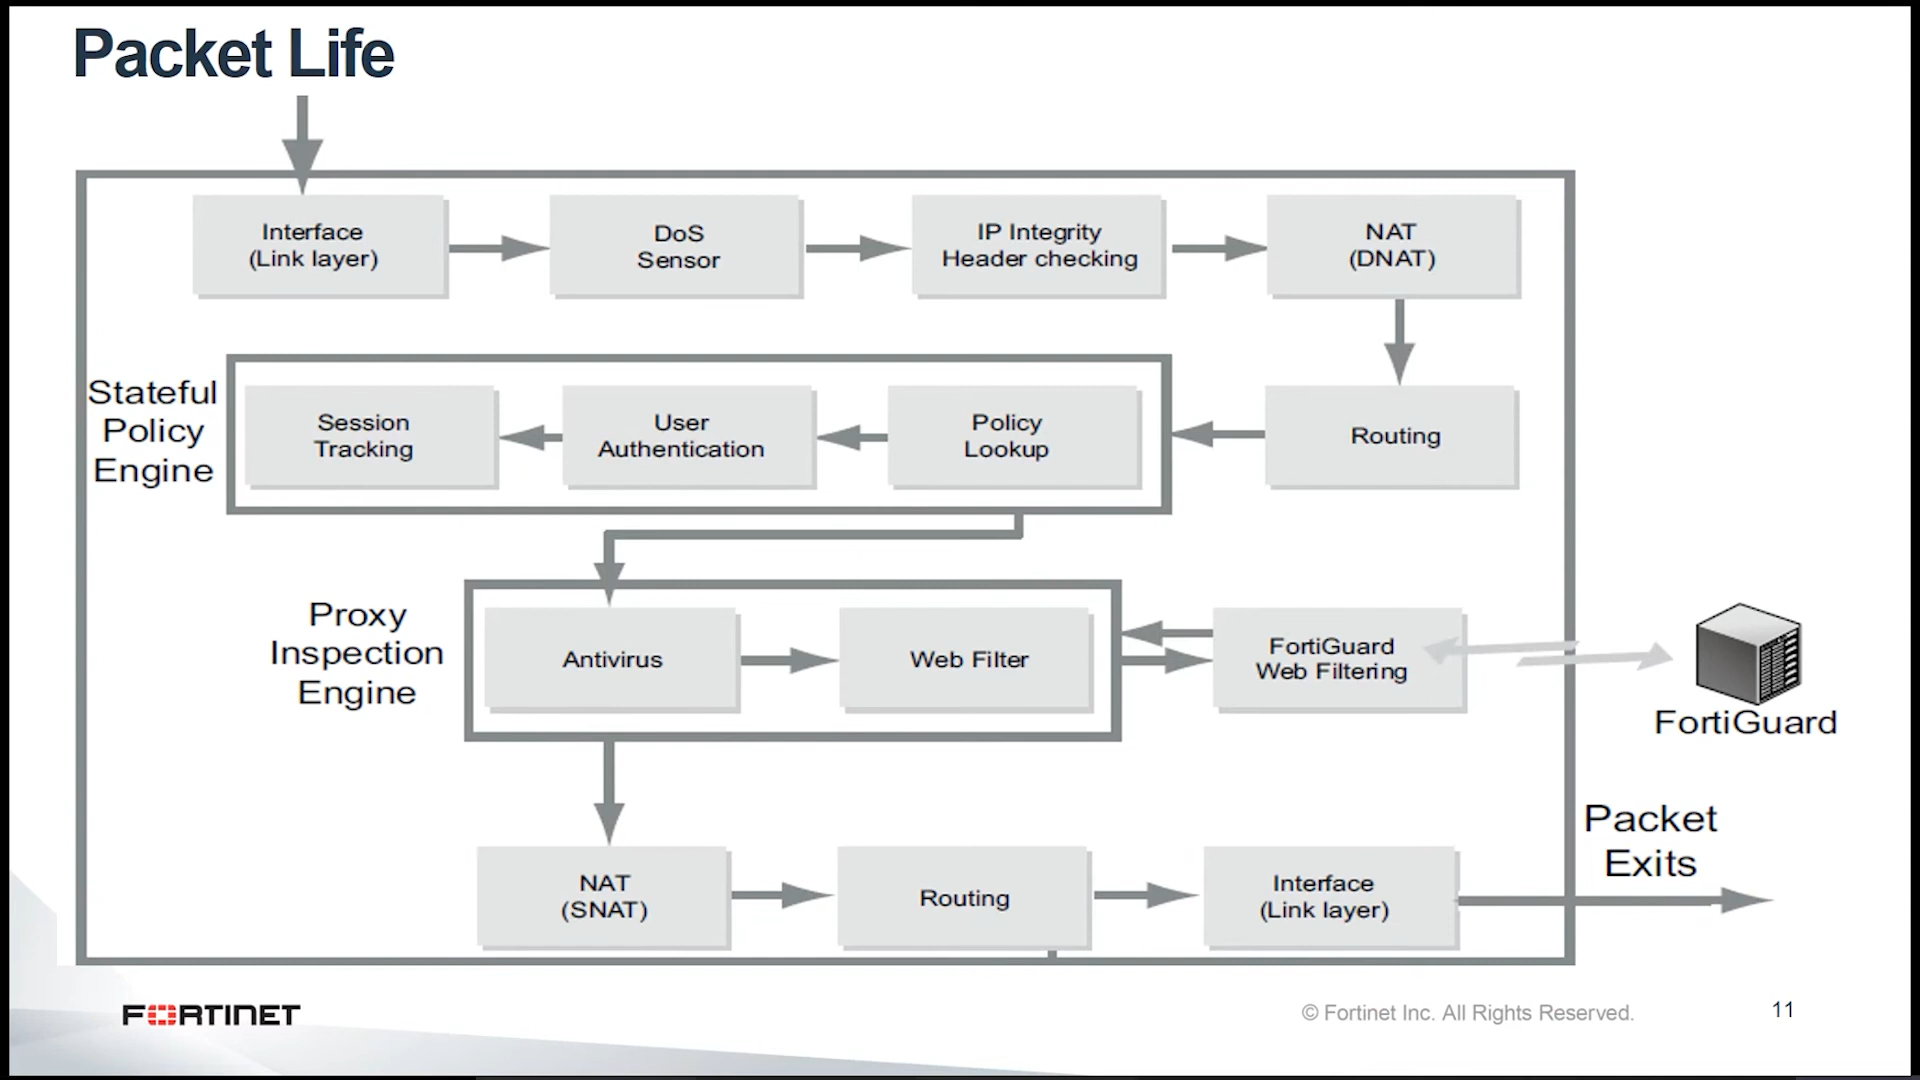 Packet Life
Interface
(Link layer)
DoS
Sensor
IP Integrity
Header checking
NAT
(DNAT)
Stateful
Policy
Engine
Session
Tracking
User
Authentication
Policy
Lookup
Routing
Proxy
Inspection
Engine
Antivirus
Web Filter
FortiGuard
Web Filtering
FortiGuard
NAT
(SNAT)
Routing
Interface
(Link layer)
Packet
Exits
FORTINET
© Fortinet Inc. All Rights Reserved.
11